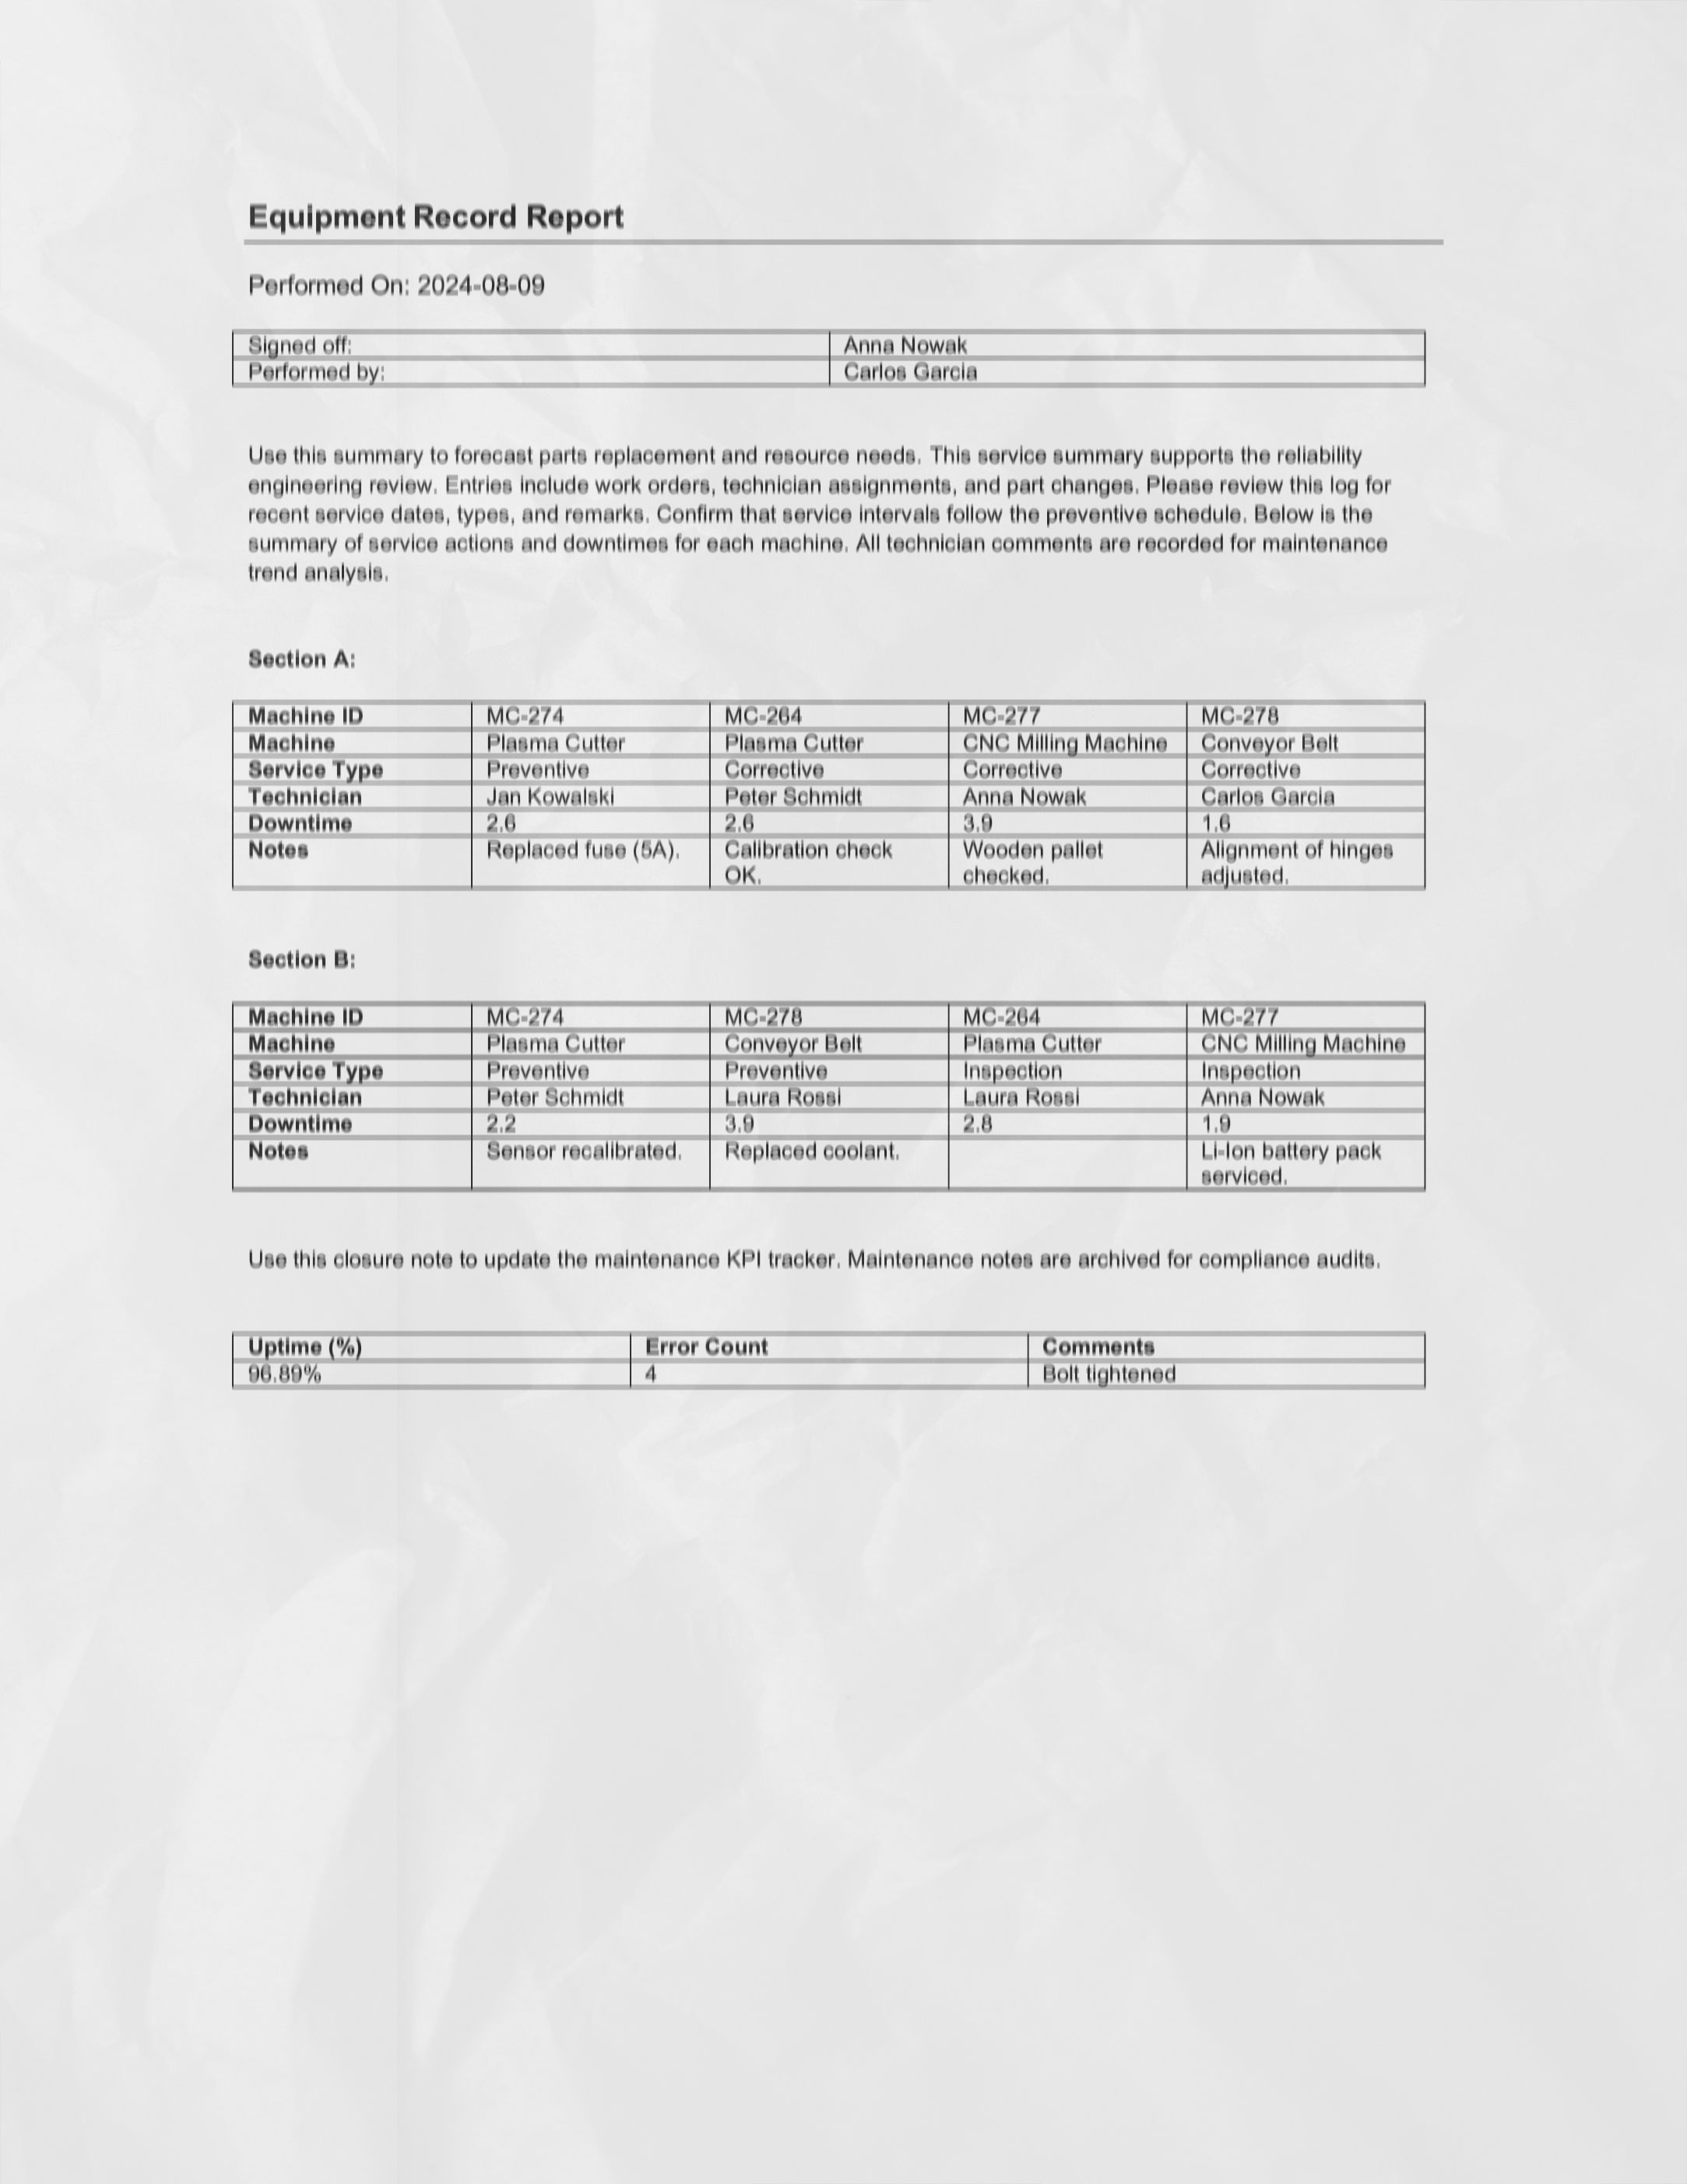 Equipment Record Report
Performed On: 2024-08-09
Signed off: Anna Nowak
Performed by: Carlos Garcia
Use this summary to forecast parts replacement and resource needs. This service summary supports the reliability
engineering review. Entries include work orders, technician assignments, and part changes. Please review this log for
recent service dates, types, and remarks. Confirm that service intervals follow the preventive schedule. Below is the
summary of service actions and downtimes for each machine. All technician comments are recorded for maintenance
trend analysis.
Section A:
Machine ID MC-274 MC-264 MC-277 MC-278
Machine Plasma Cutter Plasma Cutter CNC Milling Machine Conveyor Belt
Service Type Preventive Corrective Corrective Corrective
Technician Jan Kowalski Peter Schmidt Anna Nowak Carlos Garcia
Downtime 2.6 2.6 3.9 1.6
Notes Replaced fuse (5A). Calibration check Wooden pallet Alignment of hinges
OK. checked. adjusted.
Section B:
Machine ID MC-274 MC-278 MC-264 MC-277
Machine Plasma Cutter Conveyor Belt Plasma Cutter CNC Milling Machine
Service Type Preventive Preventive Inspection Inspection
Technician Peter Schmidt Laura Rossi Laura Rossi Anna Nowak
Downtime 2.2 3.9 2.8 1.9
Notes Sensor recalibrated. Replaced coolant. Li-Ion battery pack
serviced.
Use this closure note to update the maintenance KPI tracker. Maintenance notes are archived for compliance audits.
Uptime (%) Error Count Comments
96.89% 4 Bolt tightened